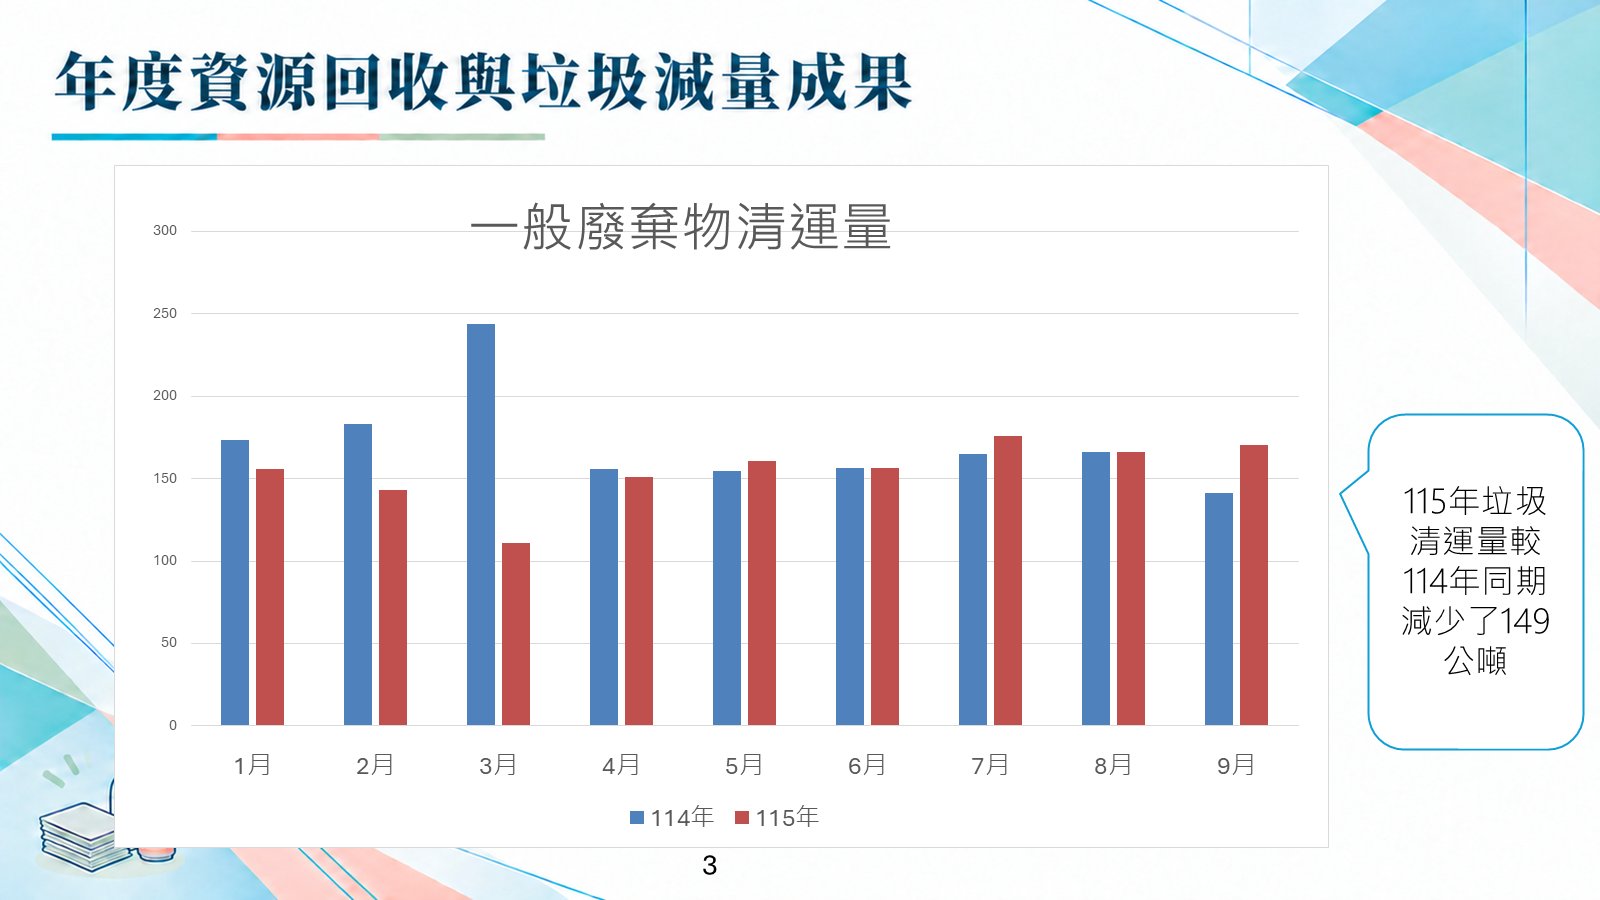 年度資源回收與垃圾減量成果
一般廢棄物清運量
300
250
200
150
100
50
0
1月 2月 3月 4月 5月 6月 7月 8月 9月
114年 115年
115年垃圾
清運量較
114年同期
減少了149
公噸
3